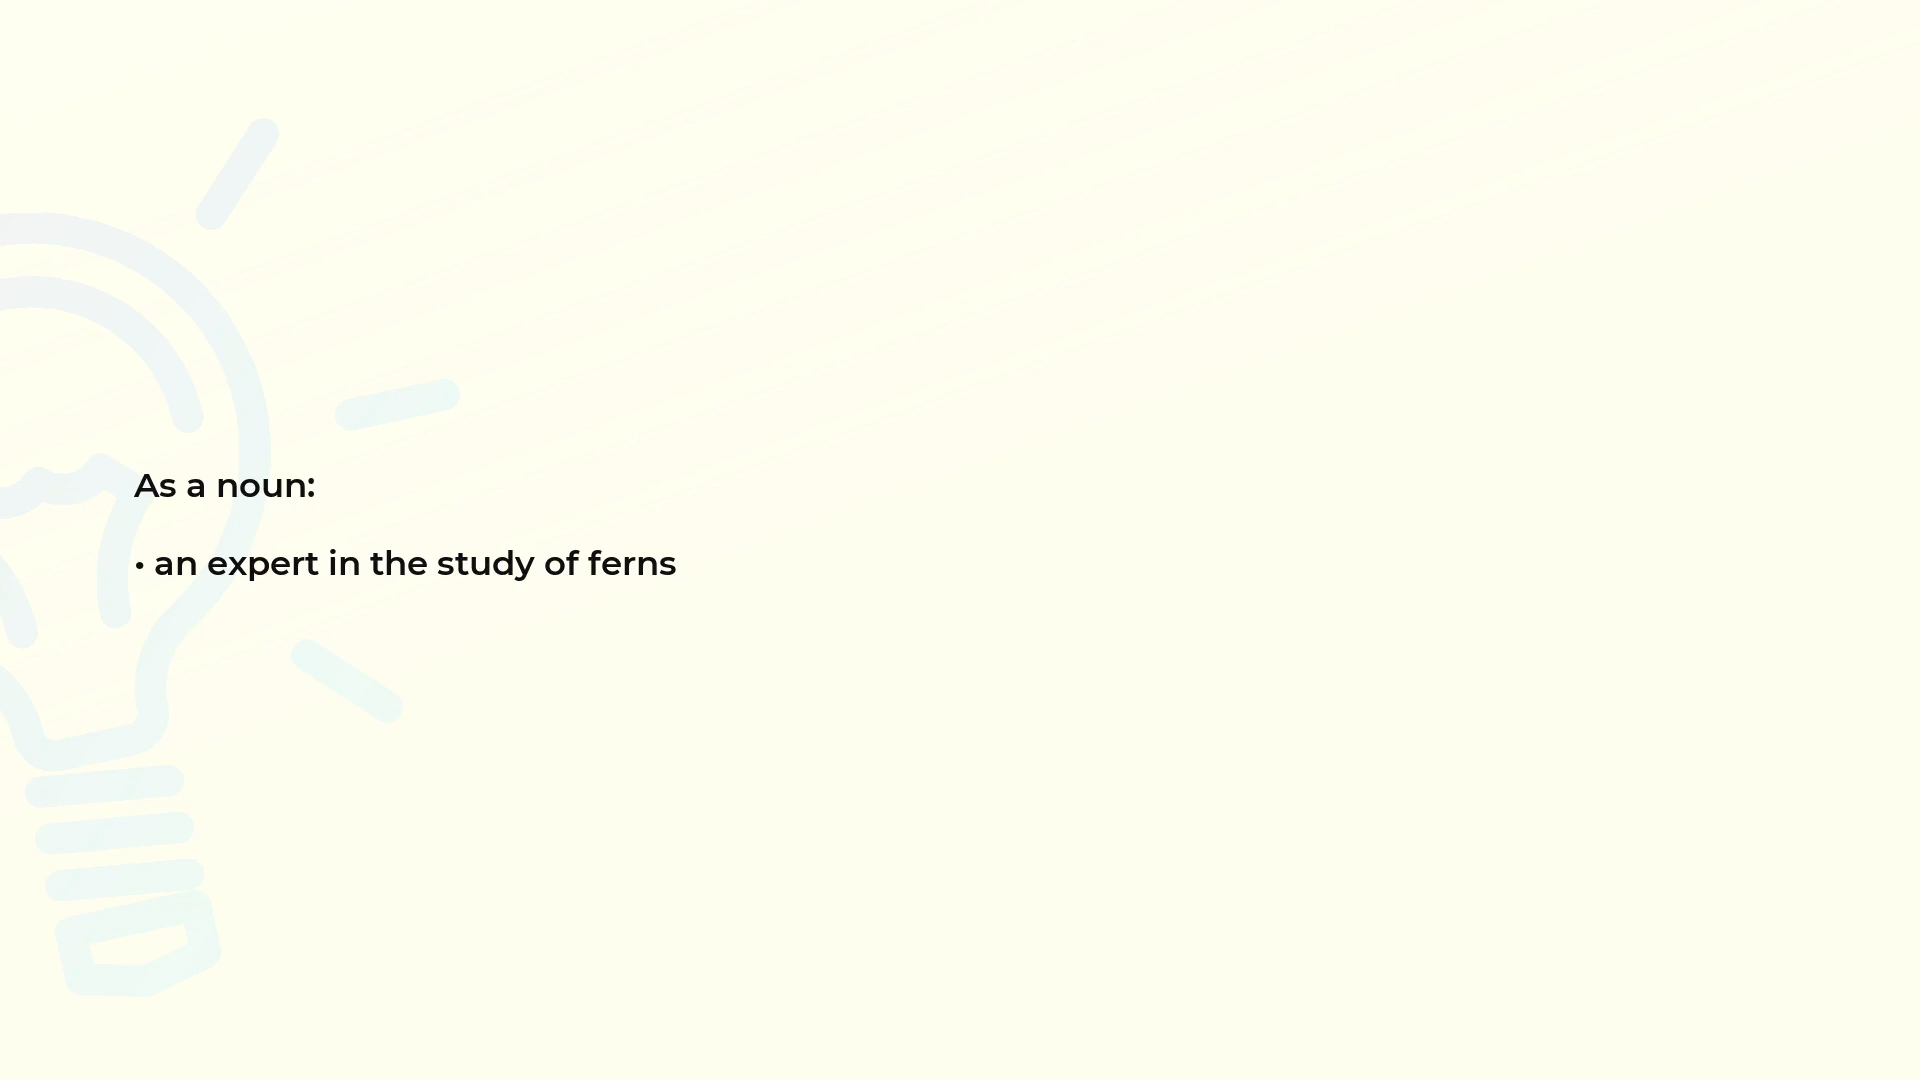 As a noun:
• an expert in the study of ferns